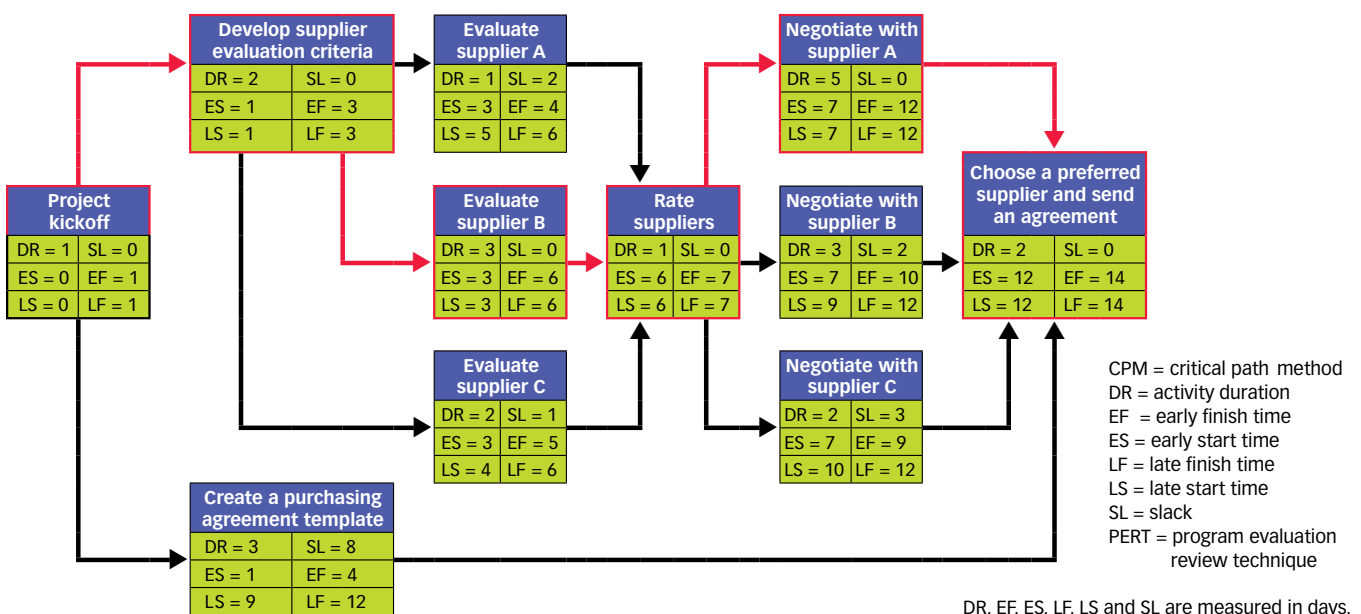 Develop supplier
evaluation criteria
DR = 2 SL = 0
ES = 1 EF = 3
LS = 1 LF = 3
Evaluate
supplier A
DR = 1 SL = 2
ES = 3 EF = 4
LS = 5 LF = 6
Negotiate with
supplier A
DR = 5 SL = 0
ES = 7 EF = 12
LS = 7 LF = 12
Project
kickoff
DR = 1 SL = 0
ES = 0 EF = 1
LS = 0 LF = 1
Evaluate
supplier B
DR = 3 SL = 0
ES = 3 EF = 6
LS = 3 LF = 6
Rate
suppliers
DR = 1 SL = 0
ES = 6 EF = 7
LS = 6 LF = 7
Negotiate with
supplier B
DR = 3 SL = 2
ES = 7 EF = 10
LS = 9 LF = 12
Choose a preferred
supplier and send
an agreement
DR = 2 SL = 0
ES = 12 EF = 14
LS = 12 LF = 14
Evaluate
supplier C
DR = 2 SL = 1
ES = 3 EF = 5
LS = 4 LF = 6
Negotiate with
supplier C
DR = 2 SL = 3
ES = 7 EF = 9
LS = 10 LF = 12
Create a purchasing
agreement template
DR = 3 SL = 8
ES = 1 EF = 4
LS = 9 LF = 12
CPM = critical path method
DR = activity duration
EF = early finish time
ES = early start time
LF = late finish time
LS = late start time
SL = slack
PERT = program evaluation
review technique
DR, EF, ES, LF, LS and SL are measured in days.